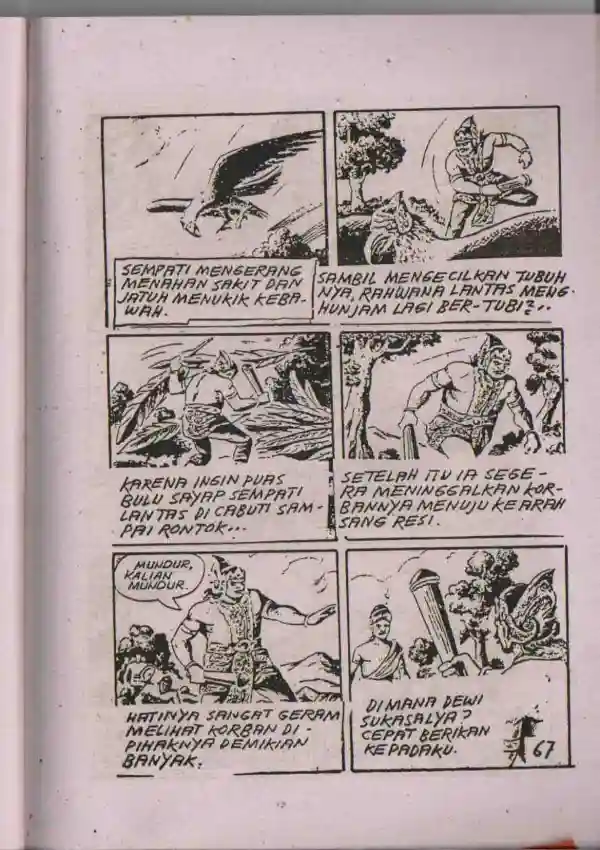 SEMPATI MENGERANG
MENAHAN SAKIT DAN
JATUH MENUKIK KEBA-
WAH.
SAMBIL MENGECILKAN TUBUH
NYA, RAHWANA LANTAS MENG-
HUNJAM LAGI BER-TUBI2...
KARENA INGIN PUAS
BULU SAYAP SEMPATI
LANTAS DI CABUTI SAM-
PAI RONTOK...
SETELAH ITU IA SEGE-
RA MENINGGALKAN KOR-
BANNYA MENUJU KEARAH
SANG RESI.
MUNDUR,
KALIAN
MUNDUR
HATINYA SANGAT GERAM
MELIHAT KORBAN DI-
PIHAKNYA DEMIKIAN
BANYAK.
DI MANA DEWI
SUKASALYA?
CEPAT BERIKAN
KEPADAKU.
67